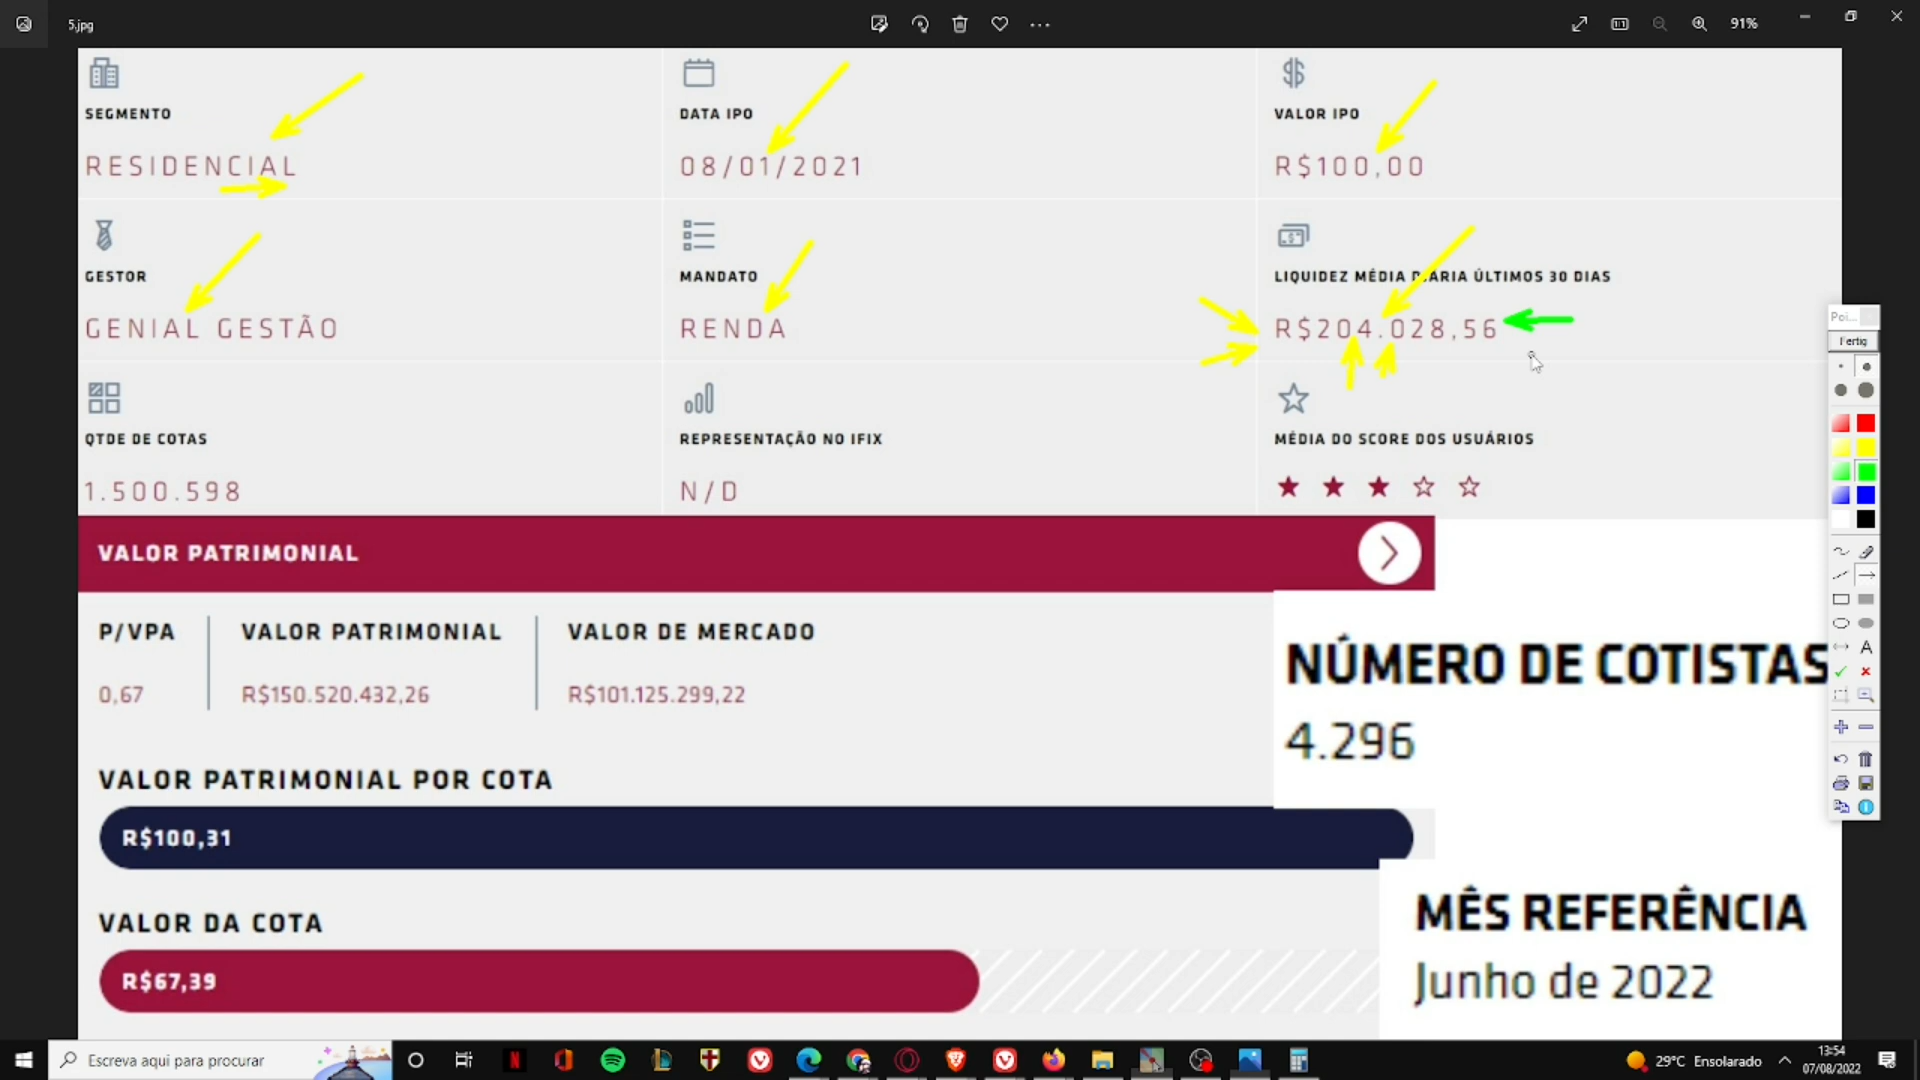 5.jpg
91%
SEGMENTO
RESIDENCIAL
DATA IPO
08/01/2021
VALOR IPO
R$100,00
GESTOR
GENIAL GESTÃO
MANDATO
RENDA
LIQUIDEZ MÉDIA DIÁRIA ÚLTIMOS 30 DIAS
R$204.028,56
QTDE DE COTAS
1.500.598
REPRESENTAÇÃO NO IFIX
N/D
MÉDIA DO SCORE DOS USUÁRIOS
VALOR PATRIMONIAL
P/VPA
0,67
VALOR PATRIMONIAL
R$150.520.432,26
VALOR DE MERCADO
R$101.125.299,22
NÚMERO DE COTISTAS
4.296
VALOR PATRIMONIAL POR COTA
R$100,31
VALOR DA COTA
R$67,39
MÊS REFERÊNCIA
Junho de 2022
Poi...
Fertig
A
Escreva aqui para procurar
29°C Ensolarado
13:54
07/08/2022